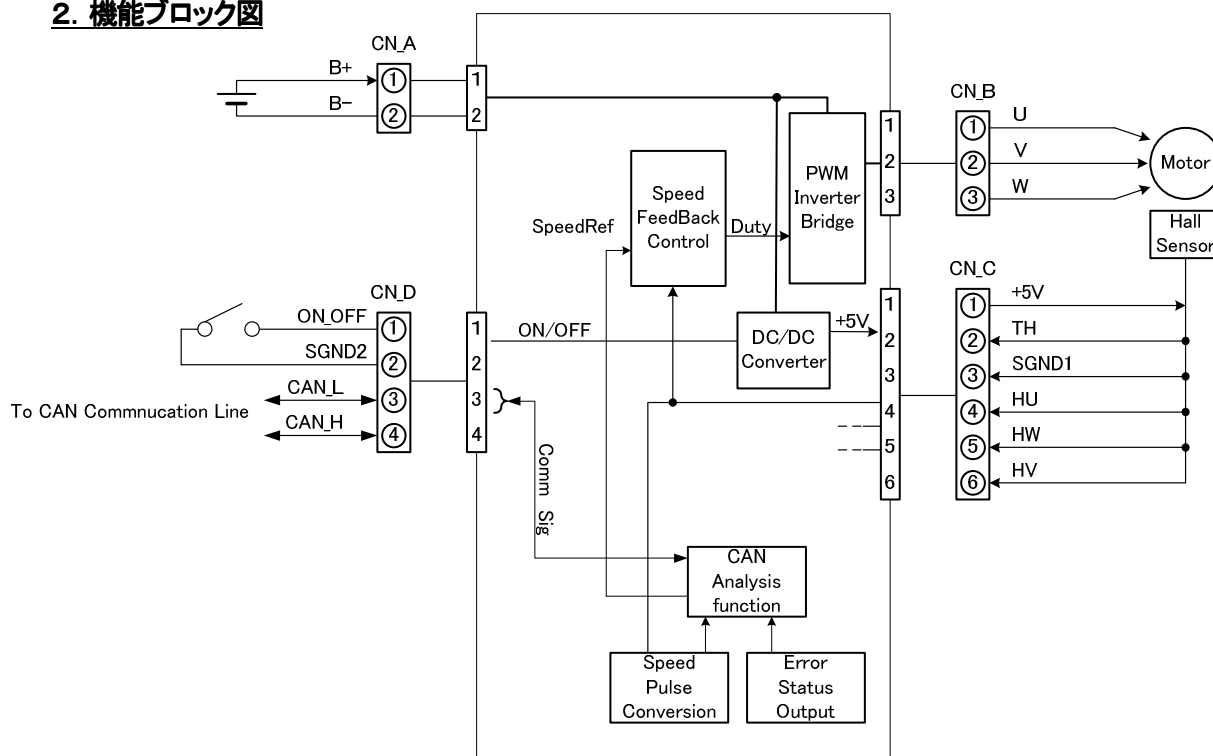 2. 機能ブロック図
CN_A
B+
①
1
B-
②
2
CN_B
U
①
1
V
②
2
W
③
3
Motor
Hall
Sensor
PWM
Inverter
Bridge
Speed
FeedBack
Control
SpeedRef
Duty
CN_D
ON_OFF
①
1
SGND2
②
2
CAN_L
③
3
CAN_H
④
4
To CAN Commnucation Line
ON/OFF
DC/DC
Converter
+5V
CN_C
+5V
①
1
TH
②
2
SGND1
③
3
HU
④
4
HW
⑤
5
HV
⑥
6
Comm Sig
CAN
Analysis
function
Speed
Pulse
Conversion
Error
Status
Output